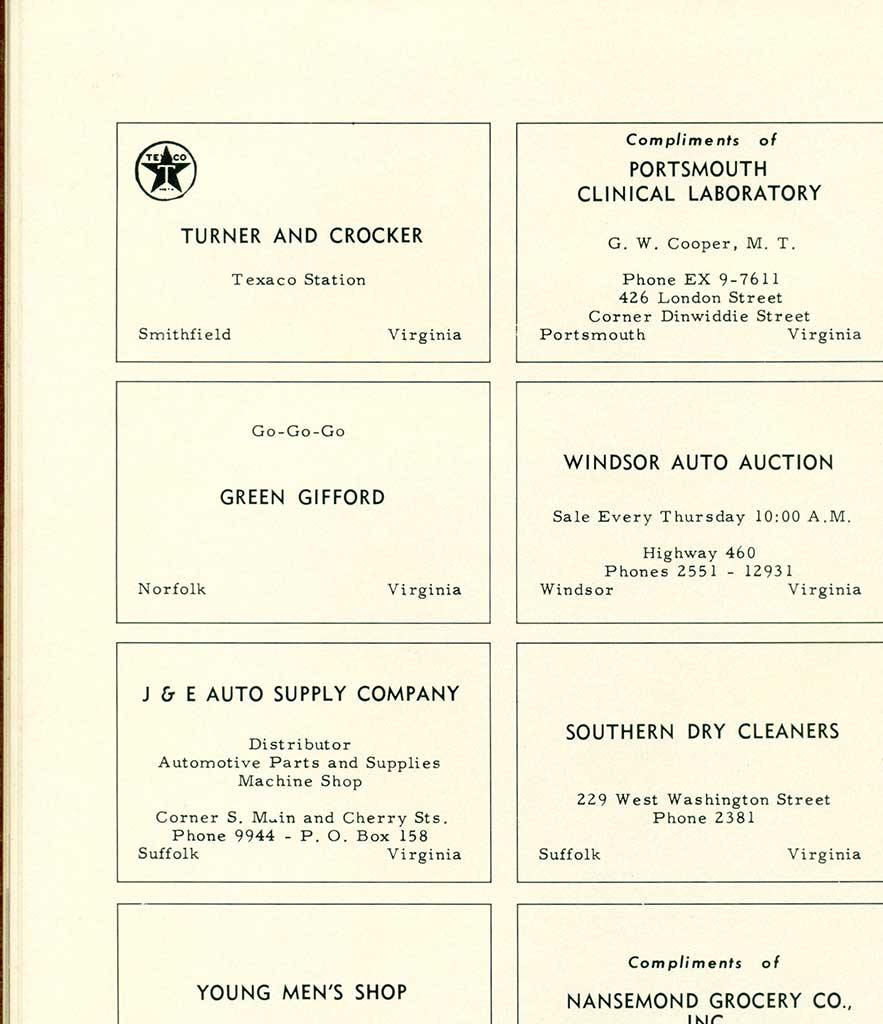 TEXACO
T
TURNER AND CROCKER
Texaco Station
Smithfield Virginia
Compliments of
PORTSMOUTH
CLINICAL LABORATORY
G. W. Cooper, M. T.
Phone EX 9-7611
426 London Street
Corner Dinwiddie Street
Portsmouth Virginia
Go-Go-Go
GREEN GIFFORD
Norfolk Virginia
WINDSOR AUTO AUCTION
Sale Every Thursday 10:00 A.M.
Highway 460
Phones 2551 - 12931
Windsor Virginia
J & E AUTO SUPPLY COMPANY
Distributor
Automotive Parts and Supplies
Machine Shop
Corner S. Main and Cherry Sts.
Phone 9944 - P. O. Box 158
Suffolk Virginia
SOUTHERN DRY CLEANERS
229 West Washington Street
Phone 2381
Suffolk Virginia
YOUNG MEN'S SHOP
Compliments of
NANSEMOND GROCERY CO.,
INC.